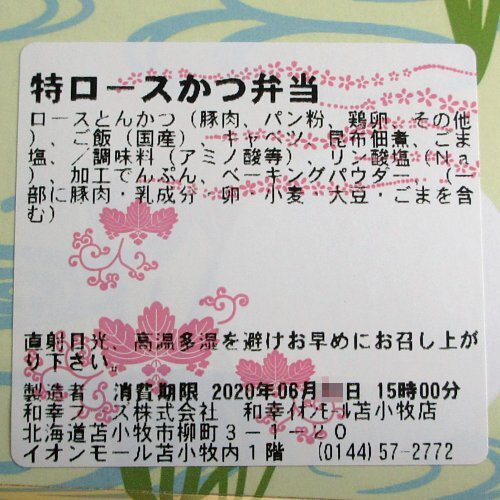 特ロースかつ弁当
ロースとんかつ（豚肉、パン粉、鶏卵、その他
）、ご飯（国産）、キャベツ、昆布佃煮、ごま
塩、／調味料（アミノ酸等）、リン酸塩（Ｎａ
）、加工でんぷん、ベーキングパウダー、（一
部に豚肉・乳成分・卵・小麦・大豆・ごまを含
む）
直射日光、高温多湿を避けお早めにお召し上が
り下さい。
製造者　消費期限 2020年06月 日 15時00分
和幸フーズ株式会社　和幸イオンモール苫小牧店
北海道苫小牧市柳町３－１－２０
イオンモール苫小牧内１階　(0144)57-2772